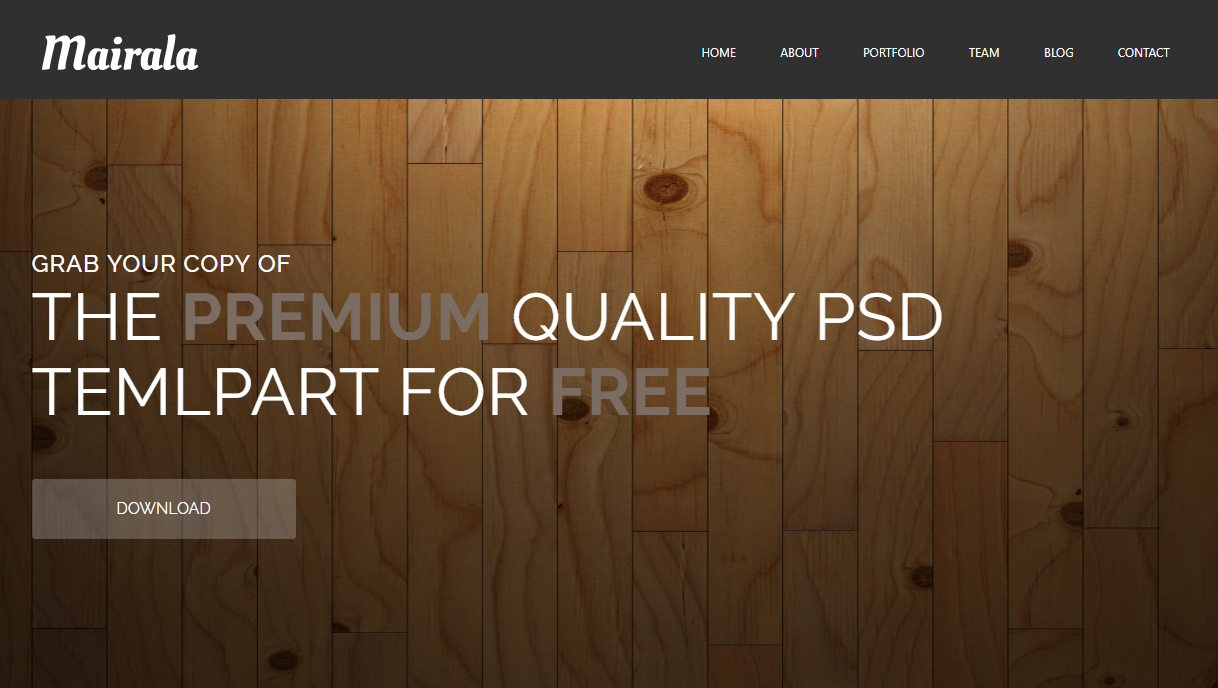 Mairala
HOME ABOUT PORTFOLIO TEAM BLOG CONTACT
GRAB YOUR COPY OF
THE PREMIUM QUALITY PSD
TEMLPART FOR FREE
DOWNLOAD